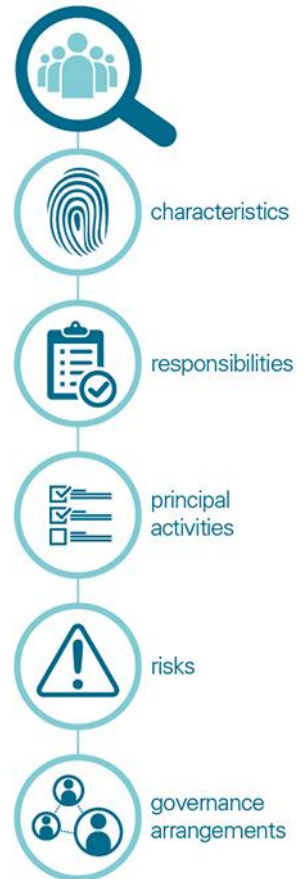 characteristics
responsibilities
principal
activities
risks
governance
arrangements